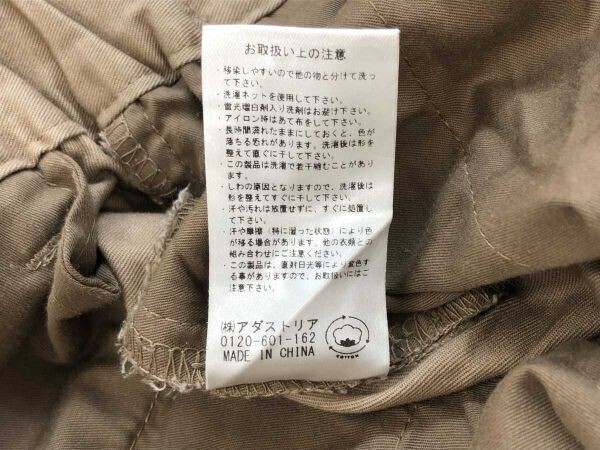 お取扱い上の注意
・移染しやすいので他の物と分けて洗っ
て下さい。
・洗濯ネットを使用して下さい。
・蛍光増白剤入り洗剤はお避け下さい。
・アイロン時はあて布をして下さい。
・長時間濡れたままにしておくと、色が
落ちる恐れがあります。洗濯後は形を
整えて直ぐに干して下さい。
・この製品は洗濯で若干縮むことがあり
ます。
・しわの原因となりますので、洗濯後は
形を整えてすぐに干して下さい。
・汗や汚れは放置せずに、すぐに処置し
て下さい。
・汗や摩擦（特に湿った状態）により色
が移る場合があります。他の衣類との
組み合わせにご注意ください。
・この製品は、直射日光等により変色す
る事がありますので、お取扱いにはご
注意下さい。
(株)アダストリア
0120-601-162
MADE IN CHINA
COTTON